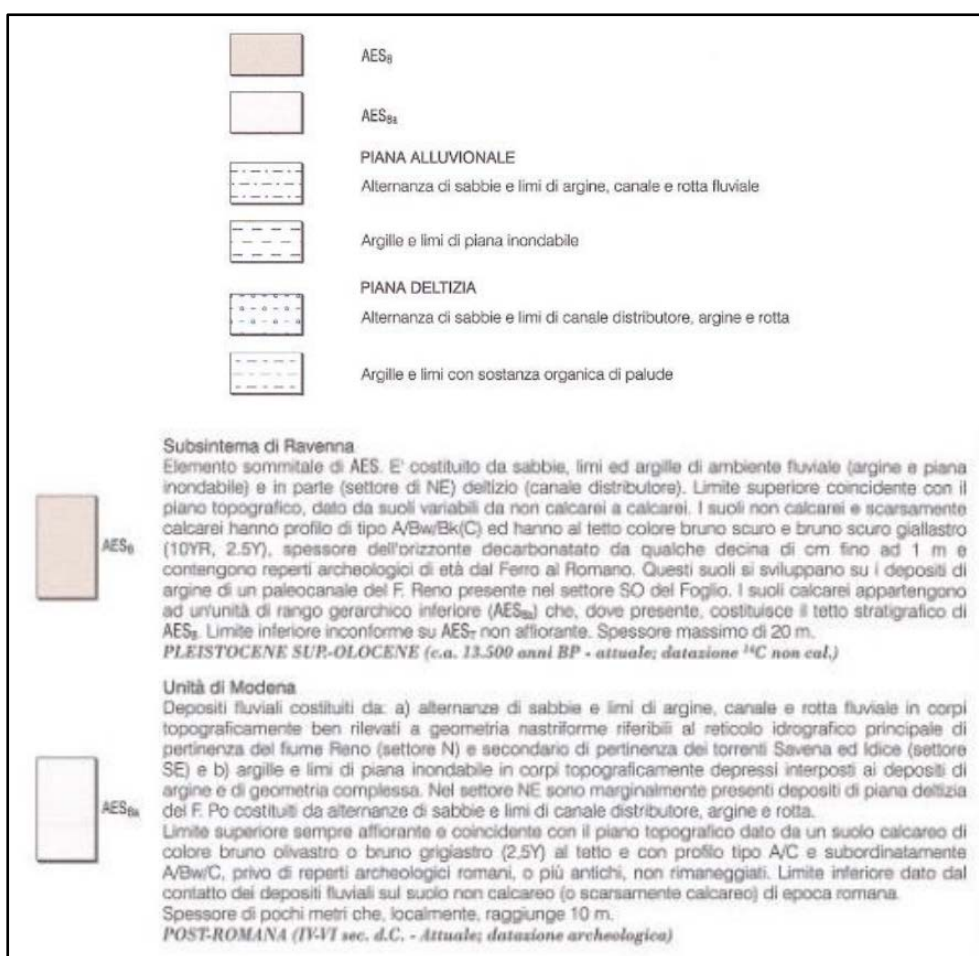 AES8
AES8a
PIANA ALLUVIONALE
Alternanza di sabbie e limi di argine, canale e rotta fluviale
Argille e limi di piana inondabile
PIANA DELTIZIA
Alternanza di sabbie e limi di canale distributore, argine e rotta
Argille e limi con sostanza organica di palude
Subsintema di Ravenna
Elemento sommitale di AES. E' costituito da sabbie, limi ed argille di ambiente fluviale (argine e piana
inondabile) e in parte (settore di NE) deltizio (canale distributore). Limite superiore coincidente con il
piano topografico, dato da suoli variabili da non calcarei a calcarei. I suoli non calcarei e scarsamente
calcarei hanno profilo di tipo A/Bw/Bk(C) ed hanno al tetto colore bruno scuro e bruno scuro giallastro
AES8
(10YR, 2.5Y), spessore dell'orizzonte decarbonatato da qualche decina di cm fino ad 1 m e
contengono reperti archeologici di età dal Ferro al Romano. Questi suoli si sviluppano su i depositi di
argine di un paleocanale del F. Reno presente nel settore SO del Foglio. I suoli calcarei appartengono
ad un'unità di rango gerarchico inferiore (AES8a) che, dove presente, costituisce il tetto stratigrafico di
AES8. Limite inferiore inconforme su AES7 non affiorante. Spessore massimo di 20 m.
PLEISTOCENE SUP.-OLOCENE (c.a. 13.500 anni BP - attuale; datazione 14C non cal.)
Unità di Modena
Depositi fluviali costituiti da: a) alternanze di sabbie e limi di argine, canale e rotta fluviale in corpi
topograficamente ben rilevati a geometria nastriforme riferibili al reticolo idrografico principale di
pertinenza del fiume Reno (settore N) e secondario di pertinenza dei torrenti Savena ed Idice (settore
SE) e b) argille e limi di piana inondabile in corpi topograficamente depressi interposti ai depositi di
argine e di geometria complessa. Nel settore NE sono marginalmente presenti depositi di piana deltizia
AES8a
del F. Po costituiti da alternanze di sabbie e limi di canale distributore, argine e rotta.
Limite superiore sempre affiorante e coincidente con il piano topografico dato da un suolo calcareo di
colore bruno olivastro o bruno grigiastro (2,5Y) al tetto e con profilo tipo A/C e subordinatamente
A/Bw/C, privo di reperti archeologici romani, o più antichi, non rimaneggiati. Limite inferiore dato dal
contatto dei depositi fluviali sul suolo non calcareo (o scarsamente calcareo) di epoca romana.
Spessore di pochi metri che, localmente, raggiunge 10 m.
POST-ROMANA (IV-VI sec. d.C. - Attuale; datazione archeologica)